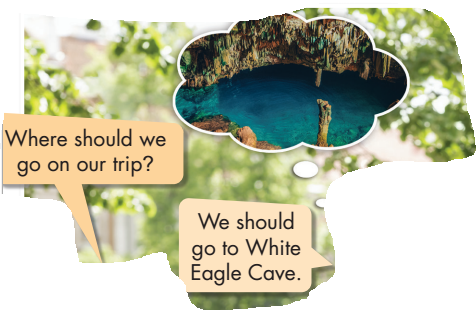 Where should we
go on our trip?
We should
go to White
Eagle Cave.